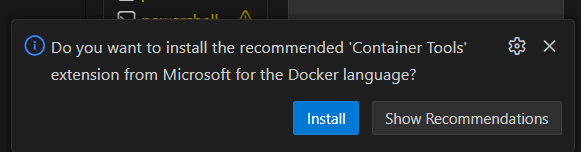 powershell
Do you want to install the recommended 'Container Tools'
extension from Microsoft for the Docker language?
Install
Show Recommendations